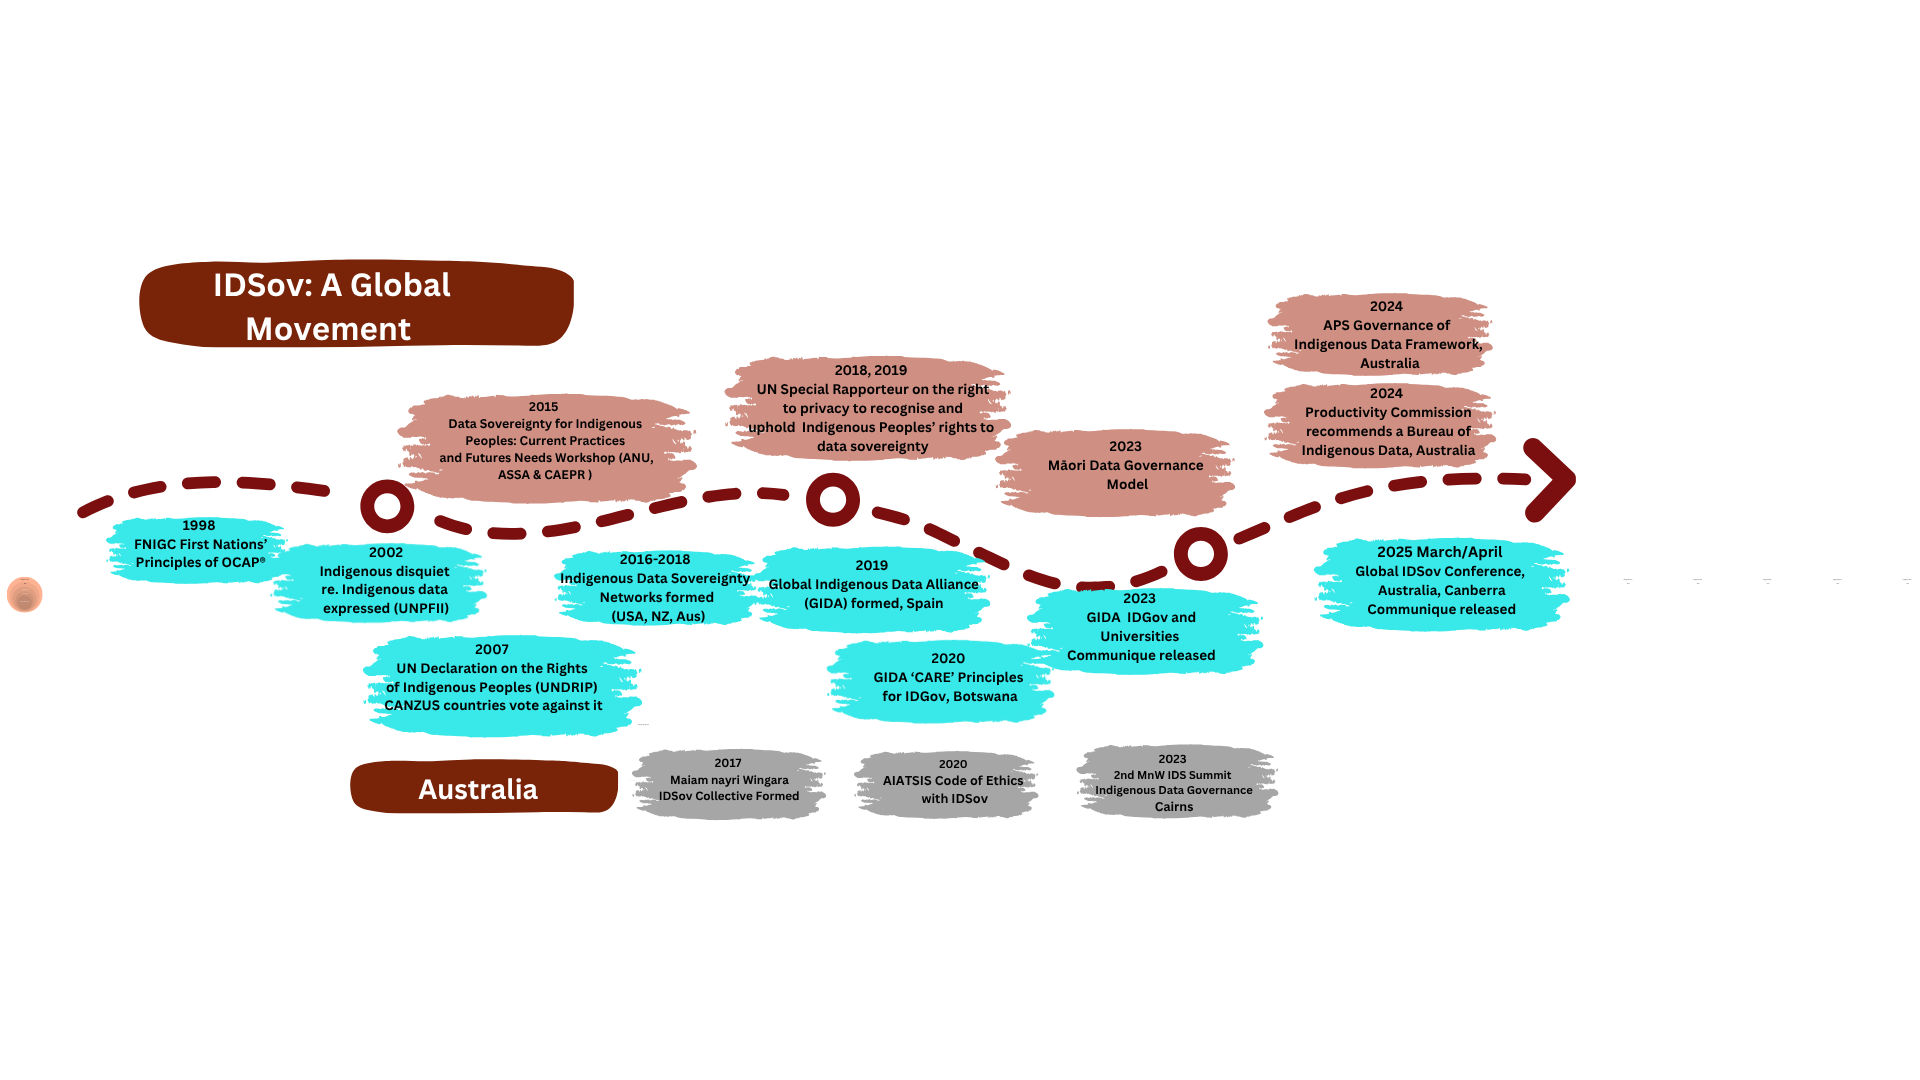 IDSov: A Global
Movement
1998
FNIGC First Nations’
Principles of OCAP®
2002
Indigenous disquiet
re. Indigenous data
expressed (UNPFII)
2007
UN Declaration on the Rights
of Indigenous Peoples (UNDRIP)
CANZUS countries vote against it
2015
Data Sovereignty for Indigenous
Peoples: Current Practices
and Futures Needs Workshop (ANU,
ASSA & CAEPR )
2016-2018
Indigenous Data Sovereignty
Networks formed
(USA, NZ, Aus)
2018, 2019
UN Special Rapporteur on the right
to privacy to recognise and
uphold Indigenous Peoples’ rights to
data sovereignty
2019
Global Indigenous Data Alliance
(GIDA) formed, Spain
2020
GIDA ‘CARE’ Principles
for IDGov, Botswana
2023
Māori Data Governance
Model
2023
GIDA IDGov and
Universities
Communique released
2024
APS Governance of
Indigenous Data Framework,
Australia
2024
Productivity Commission
recommends a Bureau of
Indigenous Data, Australia
2025 March/April
Global IDSov Conference,
Australia, Canberra
Communique released
Australia
2017
Maiam nayri Wingara
IDSov Collective Formed
2020
AIATSIS Code of Ethics
with IDSov
2023
2nd MnW IDS Summit
Indigenous Data Governance
Cairns